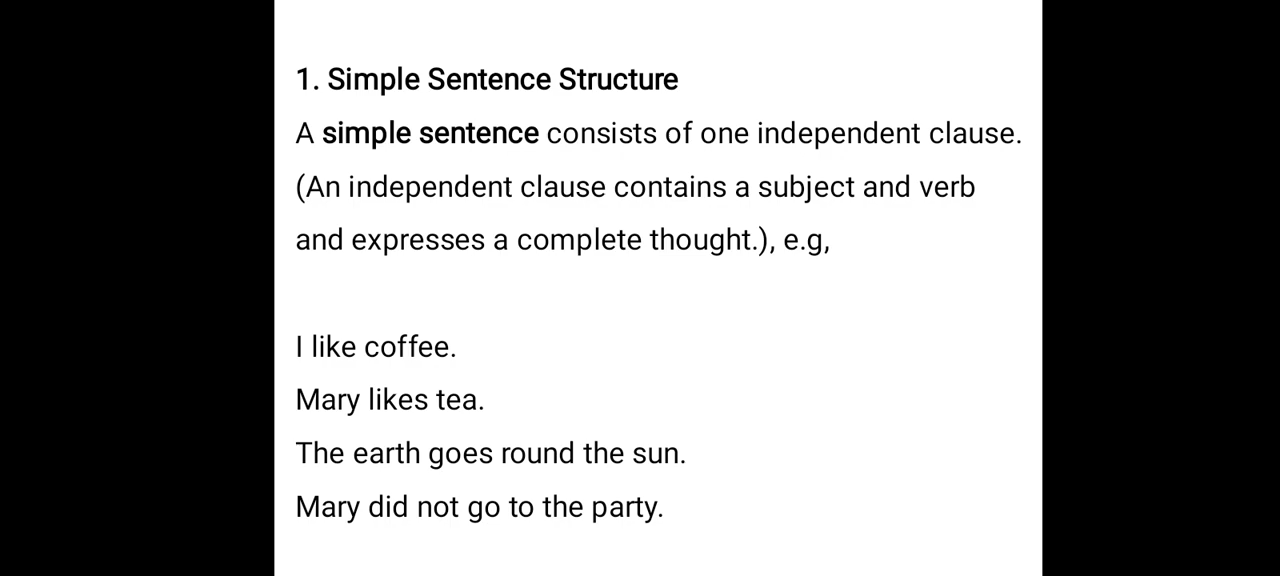 1. Simple Sentence Structure
A simple sentence consists of one independent clause.
(An independent clause contains a subject and verb
and expresses a complete thought.), e.g,
I like coffee.
Mary likes tea.
The earth goes round the sun.
Mary did not go to the party.